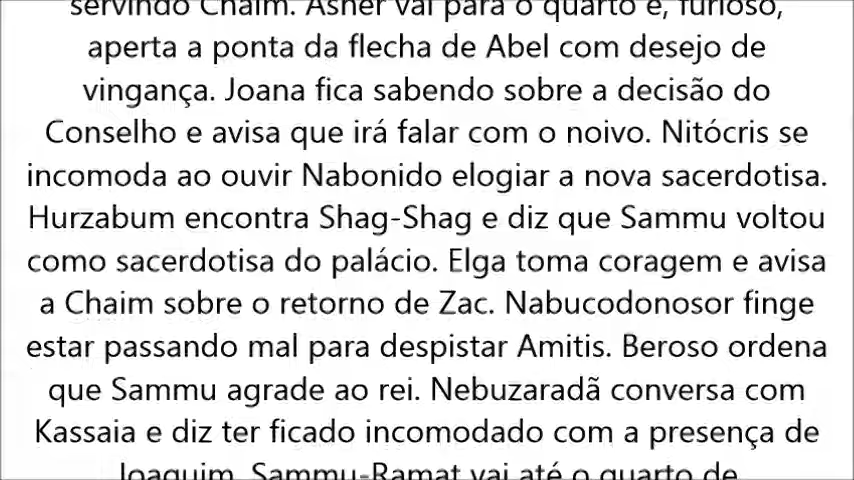 servindo Chaim. Asher vai para o quarto e, furioso,
aperta a ponta da flecha de Abel com desejo de
vingança. Joana fica sabendo sobre a decisão do
Conselho e avisa que irá falar com o noivo. Nitócris se
incomoda ao ouvir Nabonido elogiar a nova sacerdotisa.
Hurzabum encontra Shag-Shag e diz que Sammu voltou
como sacerdotisa do palácio. Elga toma coragem e avisa
a Chaim sobre o retorno de Zac. Nabucodonosor finge
estar passando mal para despistar Amitis. Beroso ordena
que Sammu agrade ao rei. Nebuzaradã conversa com
Kassaia e diz ter ficado incomodado com a presença de
Joaquim. Sammu-Ramat vai até o quarto de